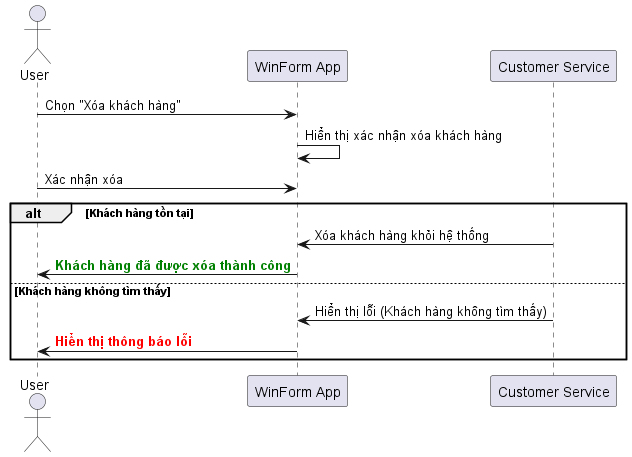 User
WinForm App
Customer Service
Chọn "Xóa khách hàng"
Hiển thị xác nhận xóa khách hàng
Xác nhận xóa
alt
[Khách hàng tồn tại]
Xóa khách hàng khỏi hệ thống
Khách hàng đã được xóa thành công
[Khách hàng không tìm thấy]
Hiển thị lỗi (Khách hàng không tìm thấy)
Hiển thị thông báo lỗi
User
WinForm App
Customer Service